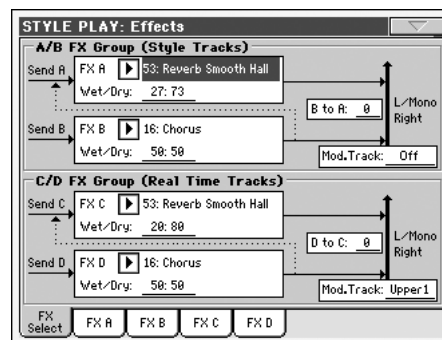 STYLE PLAY: Effects
A/B FX Group (Style Tracks)
Send A FX A 53: Reverb Smooth Hall
Wet/Dry: 27:73
B to A: 0
L/Mono
Right
Send B FX B 16: Chorus
Wet/Dry: 50:50
Mod.Track: Off
C/D FX Group (Real Time Tracks)
Send C FX C 53: Reverb Smooth Hall
Wet/Dry: 20:80
D to C: 0
L/Mono
Right
Send D FX D 16: Chorus
Wet/Dry: 50:50
Mod.Track: Upper1
FX Select FX A FX B FX C FX D